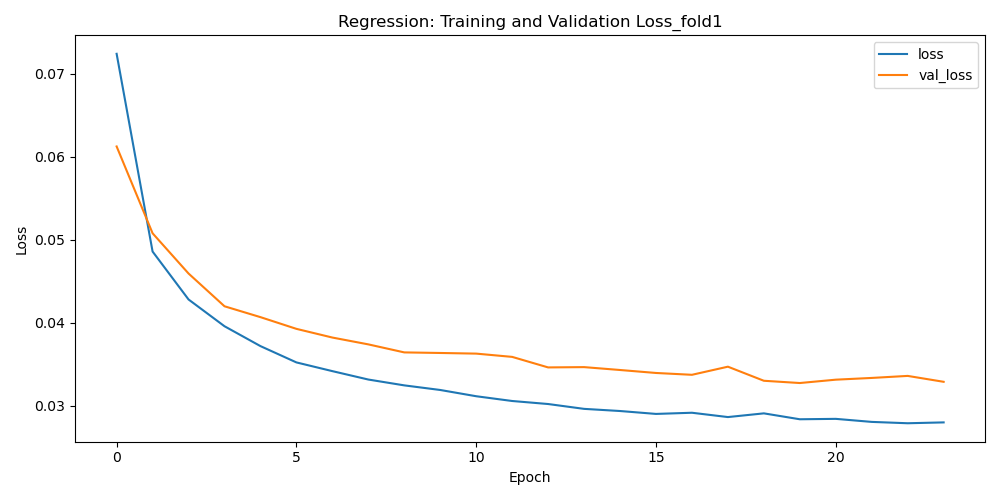 Regression: Training and Validation Loss_fold1
loss
val_loss
0.07
0.06
0.05
0.04
0.03
Loss
0
5
10
15
20
Epoch